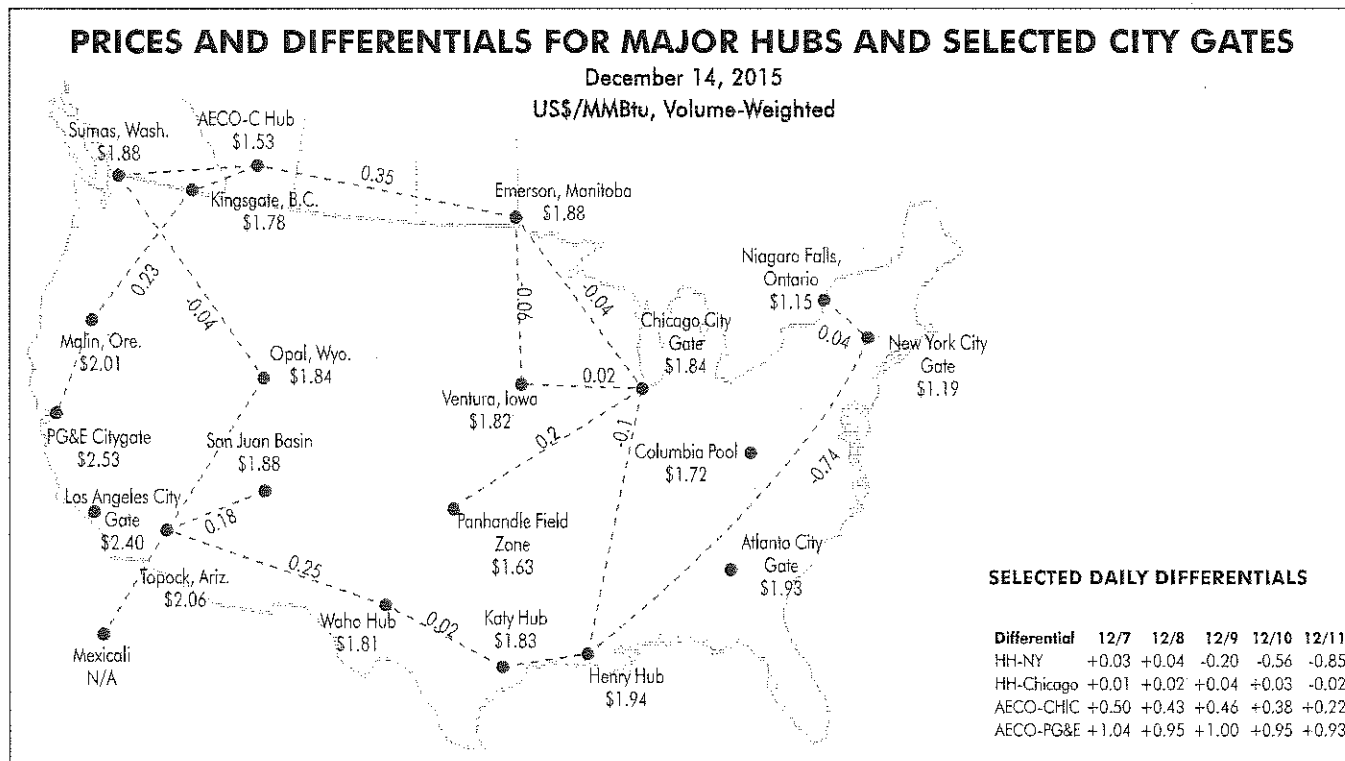 PRICES AND DIFFERENTIALS FOR MAJOR HUBS AND SELECTED CITY GATES
December 14, 2015
US$/MMBtu, Volume-Weighted
AECO-C Hub
$1.53
Sumas, Wash.
$1.88
Kingsgate, B.C.
$1.78
0.35
Emerson, Manitoba
$1.88
Niagara Falls,
Ontario
$1.15
0.04
New York City
Gate
$1.19
0.23
-0.04
-0.06
-0.04
Chicago City
Gate
$1.84
Malin, Ore.
$2.01
Opal, Wyo.
$1.84
Ventura, Iowa
$1.82
0.02
PG&E Citygate
$2.53
San Juan Basin
$1.88
0.2
-0.1
Columbia Pool
$1.72
-0.74
Los Angeles City
Gate
$2.40
0.18
Panhandle Field
Zone
$1.63
Atlanta City
Gate
$1.93
Topock, Ariz.
$2.06
0.25
Waha Hub
$1.81
0.02
Katy Hub
$1.83
Henry Hub
$1.94
Mexicali
N/A
SELECTED DAILY DIFFERENTIALS
Differential 12/7 12/8 12/9 12/10 12/11
HH-NY +0.03 +0.04 -0.20 -0.56 -0.85
HH-Chicago +0.01 +0.02 +0.04 +0.03 -0.02
AECO-CHIC +0.50 +0.43 +0.46 +0.38 +0.22
AECO-PG&E +1.04 +0.95 +1.00 +0.95 +0.93